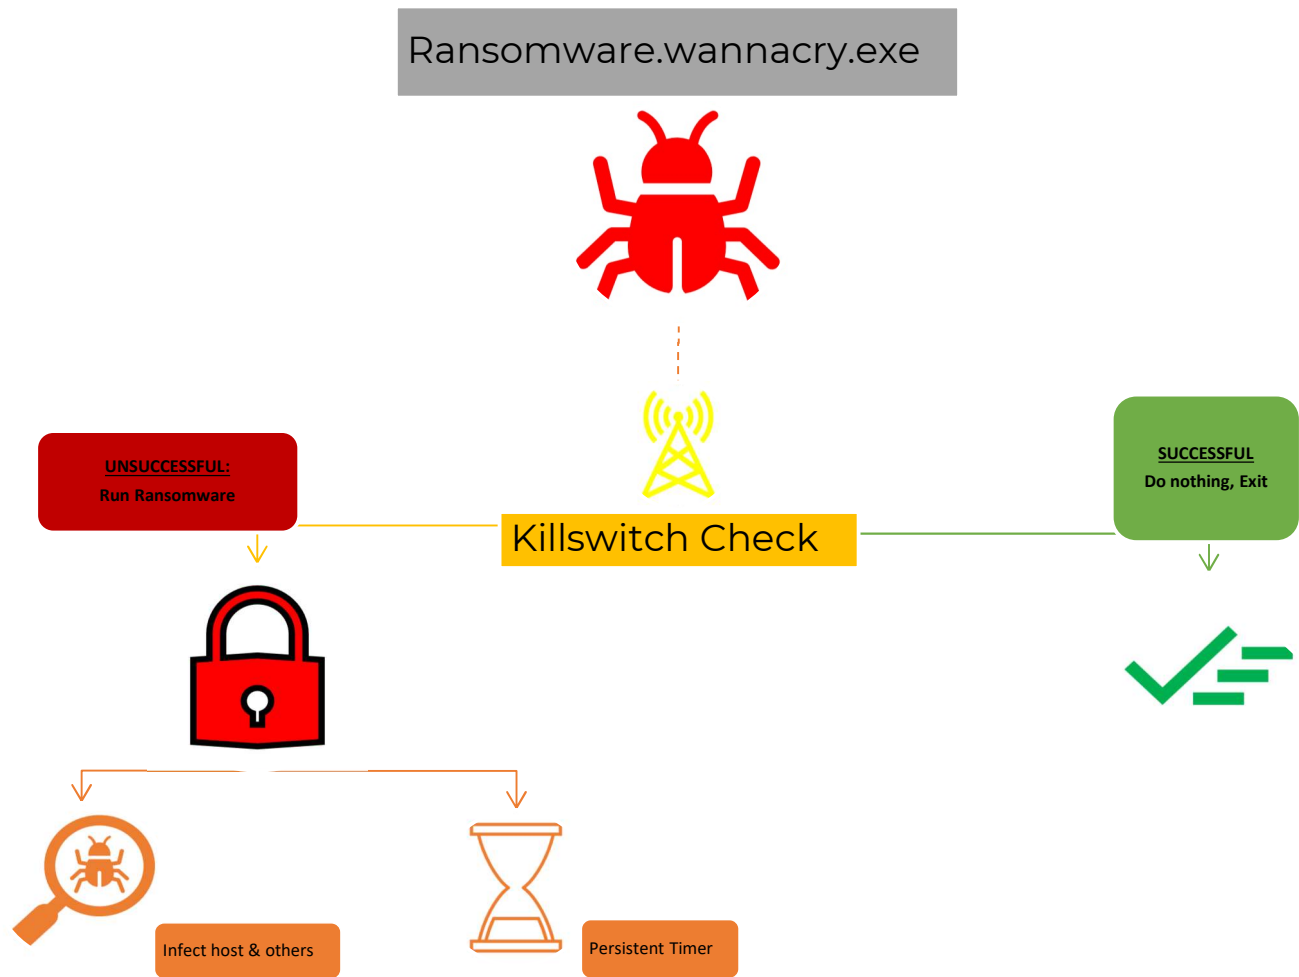 Ransomware.wannacry.exe
UNSUCCESSFUL:
Run Ransomware
SUCCESSFUL
Do nothing, Exit
Killswitch Check
Infect host & others
Persistent Timer